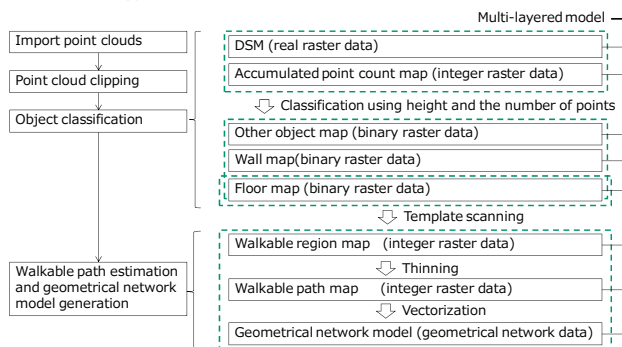 Multi-layered model
Import point clouds
Point cloud clipping
Object classification
DSM (real raster data)
Accumulated point count map (integer raster data)
Classification using height and the number of points
Other object map (binary raster data)
Wall map(binary raster data)
Floor map (binary raster data)
Template scanning
Walkable path estimation
and geometrical network
model generation
Walkable region map (integer raster data)
Thinning
Walkable path map (integer raster data)
Vectorization
Geometrical network model (geometrical network data)